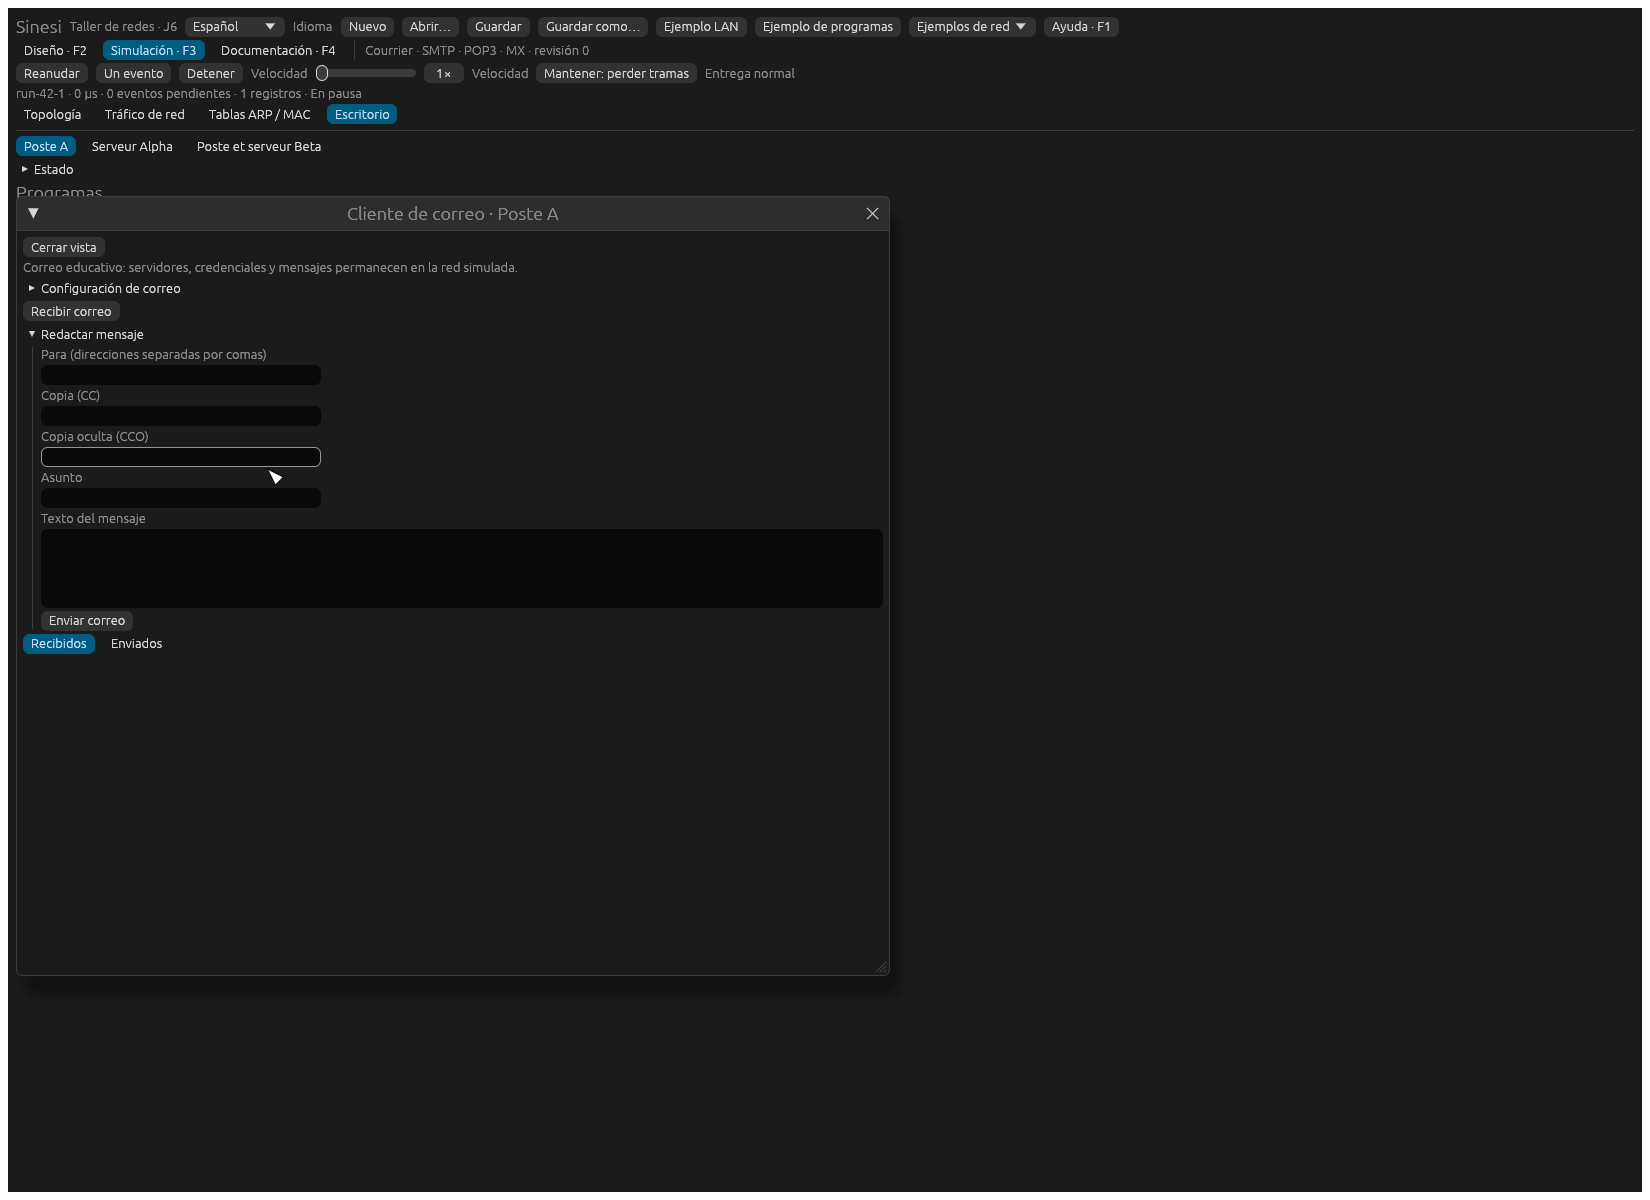 Sinesi Taller de redes · J6 Español Idioma Nuevo Abrir... Guardar Guardar como... Ejemplo LAN Ejemplo de programas Ejemplos de red Ayuda · F1
Diseño · F2 Simulación · F3 Documentación · F4 Courrier · SMTP · POP3 · MX · revisión 0
Reanudar Un evento Detener Velocidad 1× Velocidad Mantener: perder tramas Entrega normal
run-42-1 · 0 µs · 0 eventos pendientes · 1 registros · En pausa
Topología Tráfico de red Tablas ARP / MAC Escritorio
Poste A Serveur Alpha Poste et serveur Beta
Estado
Programas
Cliente de correo · Poste A
Cerrar vista
Correo educativo: servidores, credenciales y mensajes permanecen en la red simulada.
Configuración de correo
Recibir correo
Redactar mensaje
Para (direcciones separadas por comas)
Copia (CC)
Copia oculta (CCO)
Asunto
Texto del mensaje
Enviar correo
Recibidos Enviados